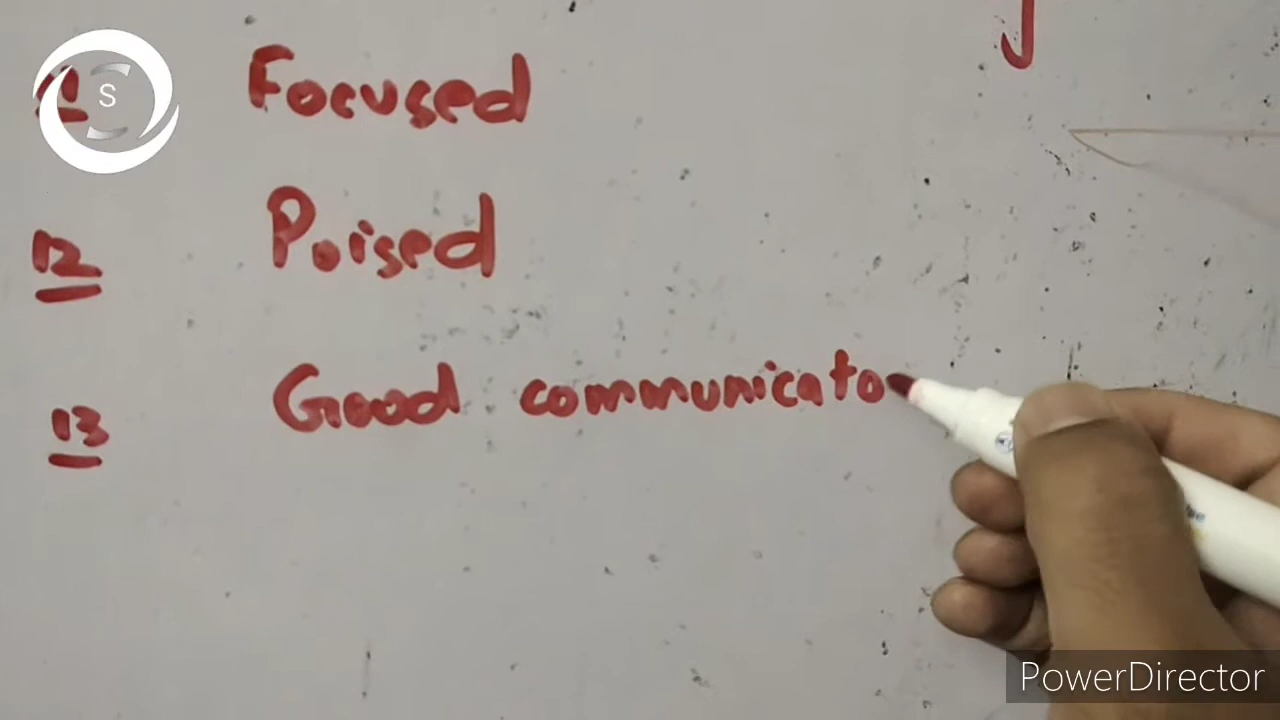 S
Focused
12 Poised
13 Good communicato
PowerDirector